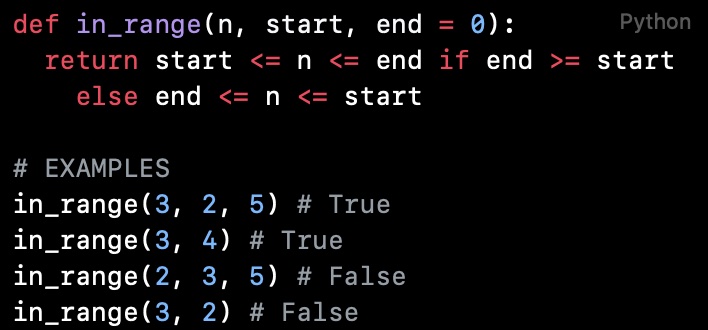 def in_range(n, start, end = 0): Python
  return start <= n <= end if end >= start
    else end <= n <= start

# EXAMPLES
in_range(3, 2, 5) # True
in_range(3, 4) # True
in_range(2, 3, 5) # False
in_range(3, 2) # False